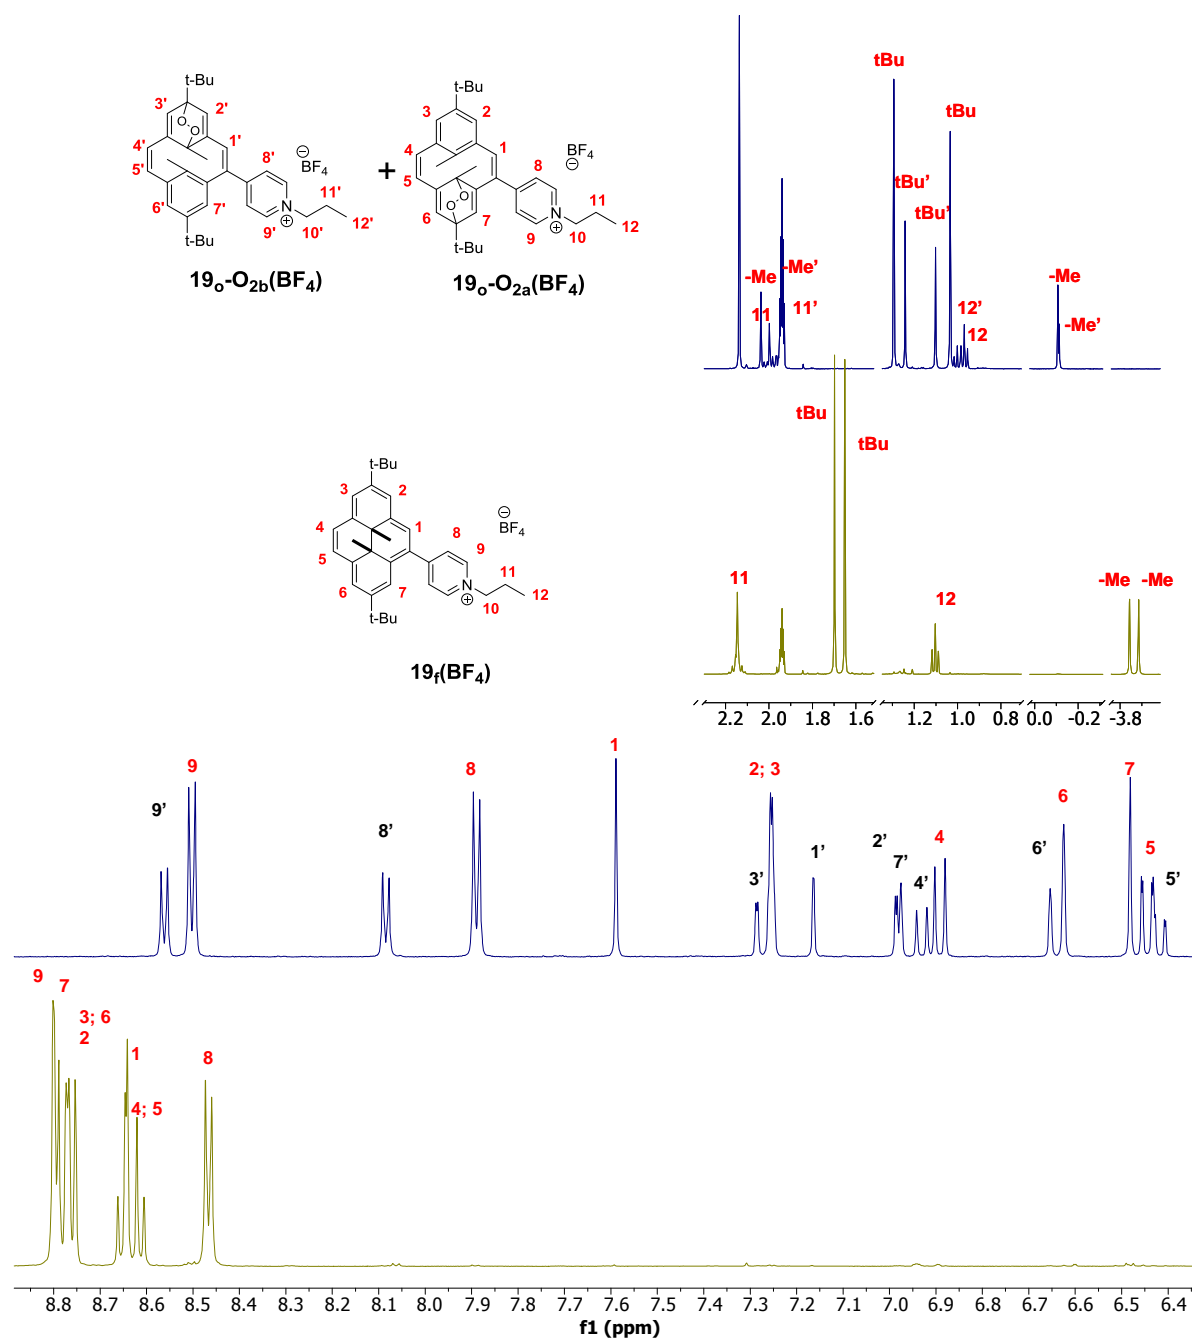 t-Bu
3'
2'
O
O
4'
1'
5'
8'
⊖
BF4
11'
6'
7'
N
⊕
12'
9'
10'
t-Bu
19o-O2b(BF4)
+
t-Bu
3
2
4
1
8
⊖
BF4
5
11
O
O
6
7
N
⊕
12
9
10
t-Bu
19o-O2a(BF4)
tBu
tBu
tBu'
tBu'
-Me
-Me'
11
11'
12'
12
-Me
-Me'
t-Bu
3
2
4
1
8
⊖
BF4
5
9
11
6
7
N
⊕
12
10
t-Bu
19f(BF4)
tBu
tBu
11
12
-Me
-Me
2.2 2.0 1.8 1.6 1.2 1.0 0.8 0.0 -0.2 -3.8
9'
9
8'
8
1
2; 3
3'
1'
2'
7'
4'
4
6'
6
7
5
5'
9
7
3; 6
2
1
4; 5
8
8.8 8.7 8.6 8.5 8.4 8.3 8.2 8.1 8.0 7.9 7.8 7.7 7.6 7.5 7.4 7.3 7.2 7.1 7.0 6.9 6.8 6.7 6.6 6.5 6.4
f1 (ppm)